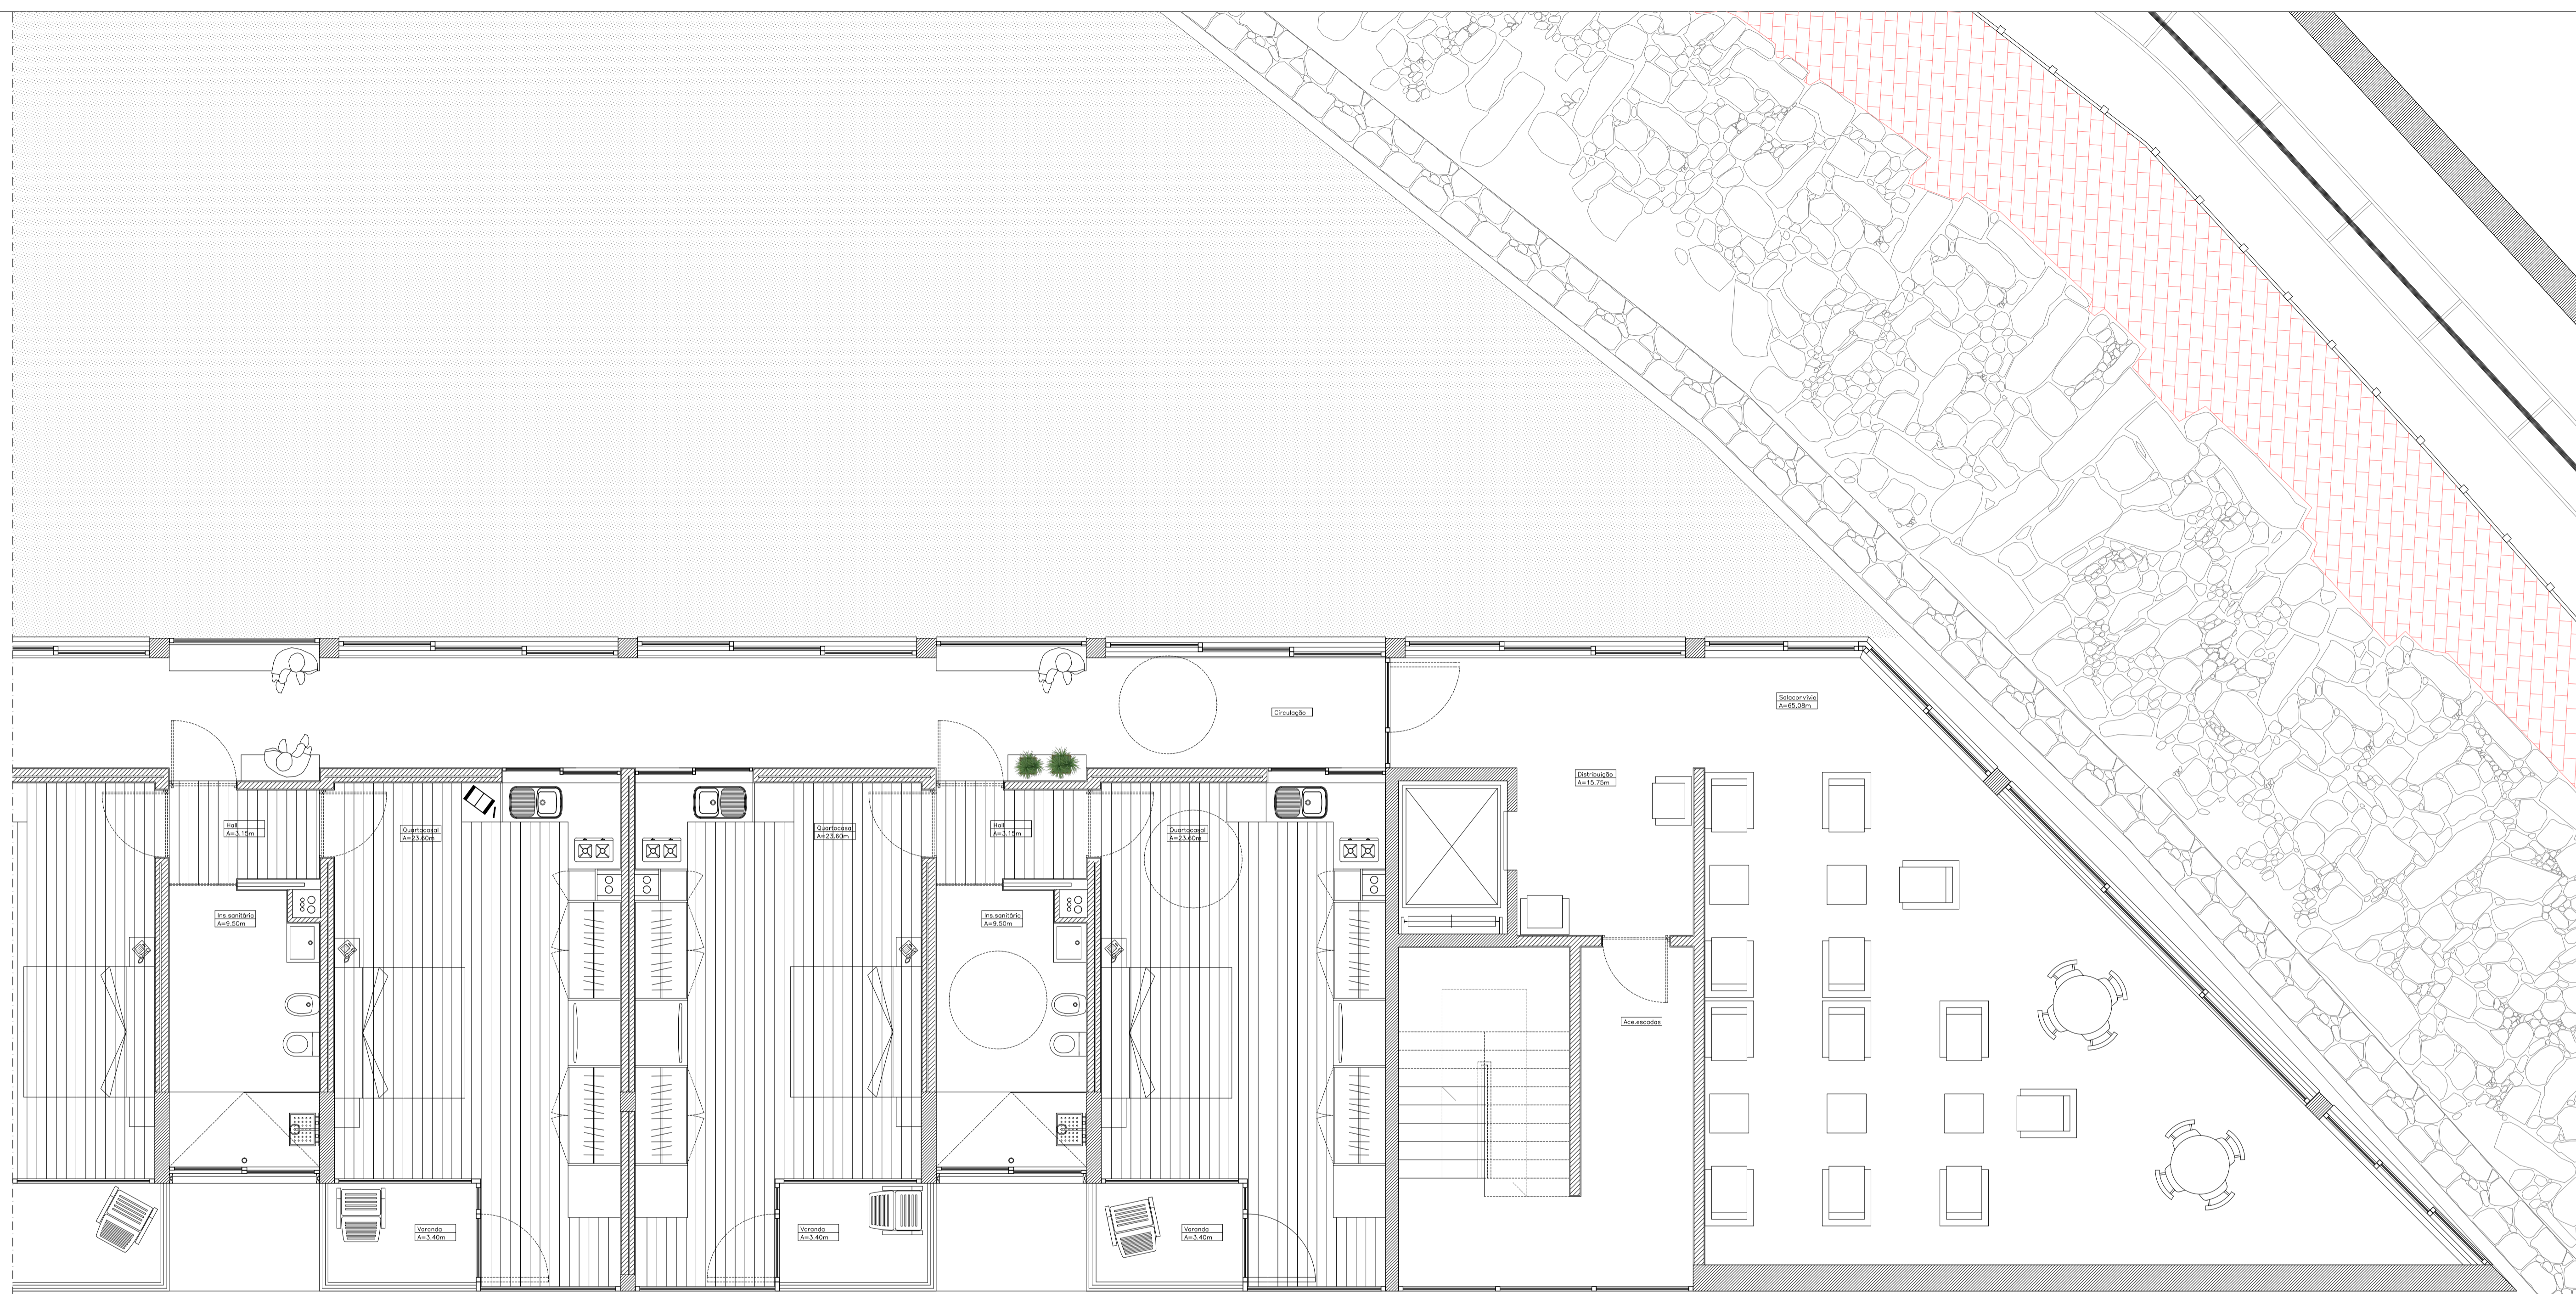 Circulação
Salaconvívio
A=65.08m
Distribuição
A=15.75m
Hall
A=3.15m
Quartocasal
A=23.60m
Quartocasal
A=23.60m
Hall
A=3.15m
Quartocasal
A=23.60m
Ins.sanitária
A=9.50m
Ins.sanitária
A=9.50m
Ace.escadas
Varanda
A=3.40m
Varanda
A=3.40m
Varanda
A=3.40m